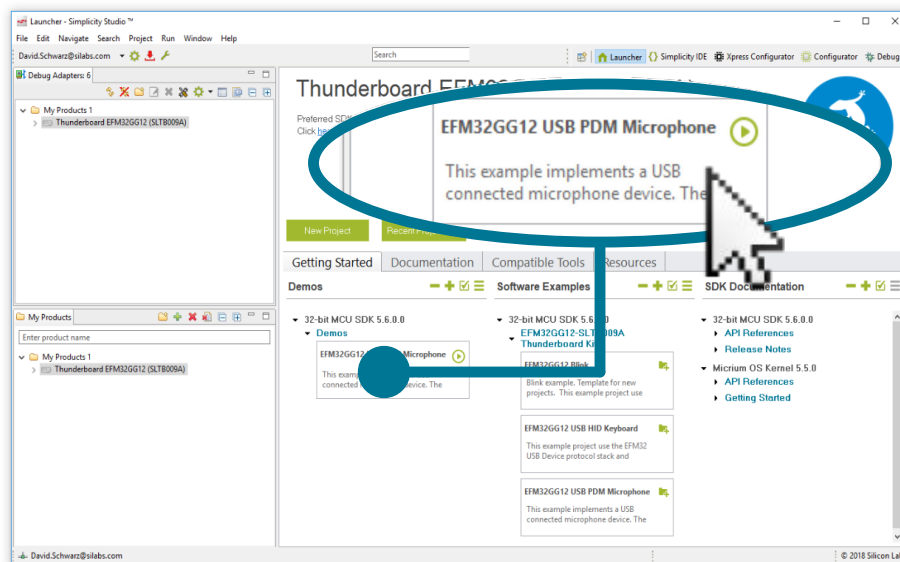 Launcher - Simplicity Studio ™
File Edit Navigate Search Project Run Window Help
David.Schwarz@silabs.com
Search
Launcher
Simplicity IDE
Xpress Configurator
Configurator
Debug
Debug Adapters: 6
My Products 1
Thunderboard EFM32GG12 (SLTB009A)
Thunderboard
Preferred SDK
Click
EFM32GG12 USB PDM Microphone
This example implements a USB
connected microphone device. The
New Project
Recent
Getting Started
Documentation
Compatible Tools
Resources
Demos
32-bit MCU SDK 5.6.0.0
Demos
EFM32GG12 Microphone
This
connected device. The
Software Examples
32-bit MCU SDK 5.6.0.0
EFM32GG12-SLTB009A
Thunderboard Kit
EFM32GG12 Blink
Blink example. Template for new
projects. This example project use
EFM32GG12 USB HID Keyboard
This example project use the EFM32
USB Device protocol stack and
EFM32GG12 USB PDM Microphone
This example implements a USB
connected microphone device. The
SDK Documentation
32-bit MCU SDK 5.6.0.0
API References
Release Notes
Micrium OS Kernel 5.5.0
API References
Getting Started
My Products
Enter product name
My Products 1
Thunderboard EFM32GG12 (SLTB009A)
David.Schwarz@silabs.com
© 2018 Silicon Lab